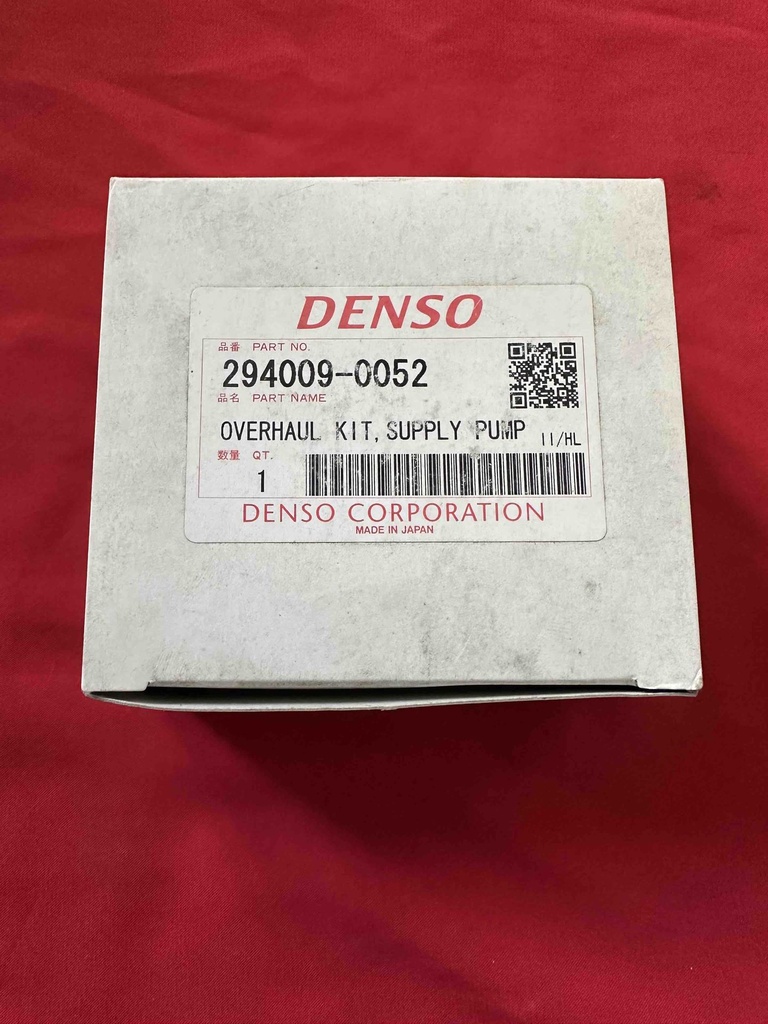 DENSO
品番 PART NO.
294009-0052
品名 PART NAME
OVERHAUL KIT, SUPPLY PUMP II/HL
数量 QT.
1
DENSO CORPORATION
MADE IN JAPAN